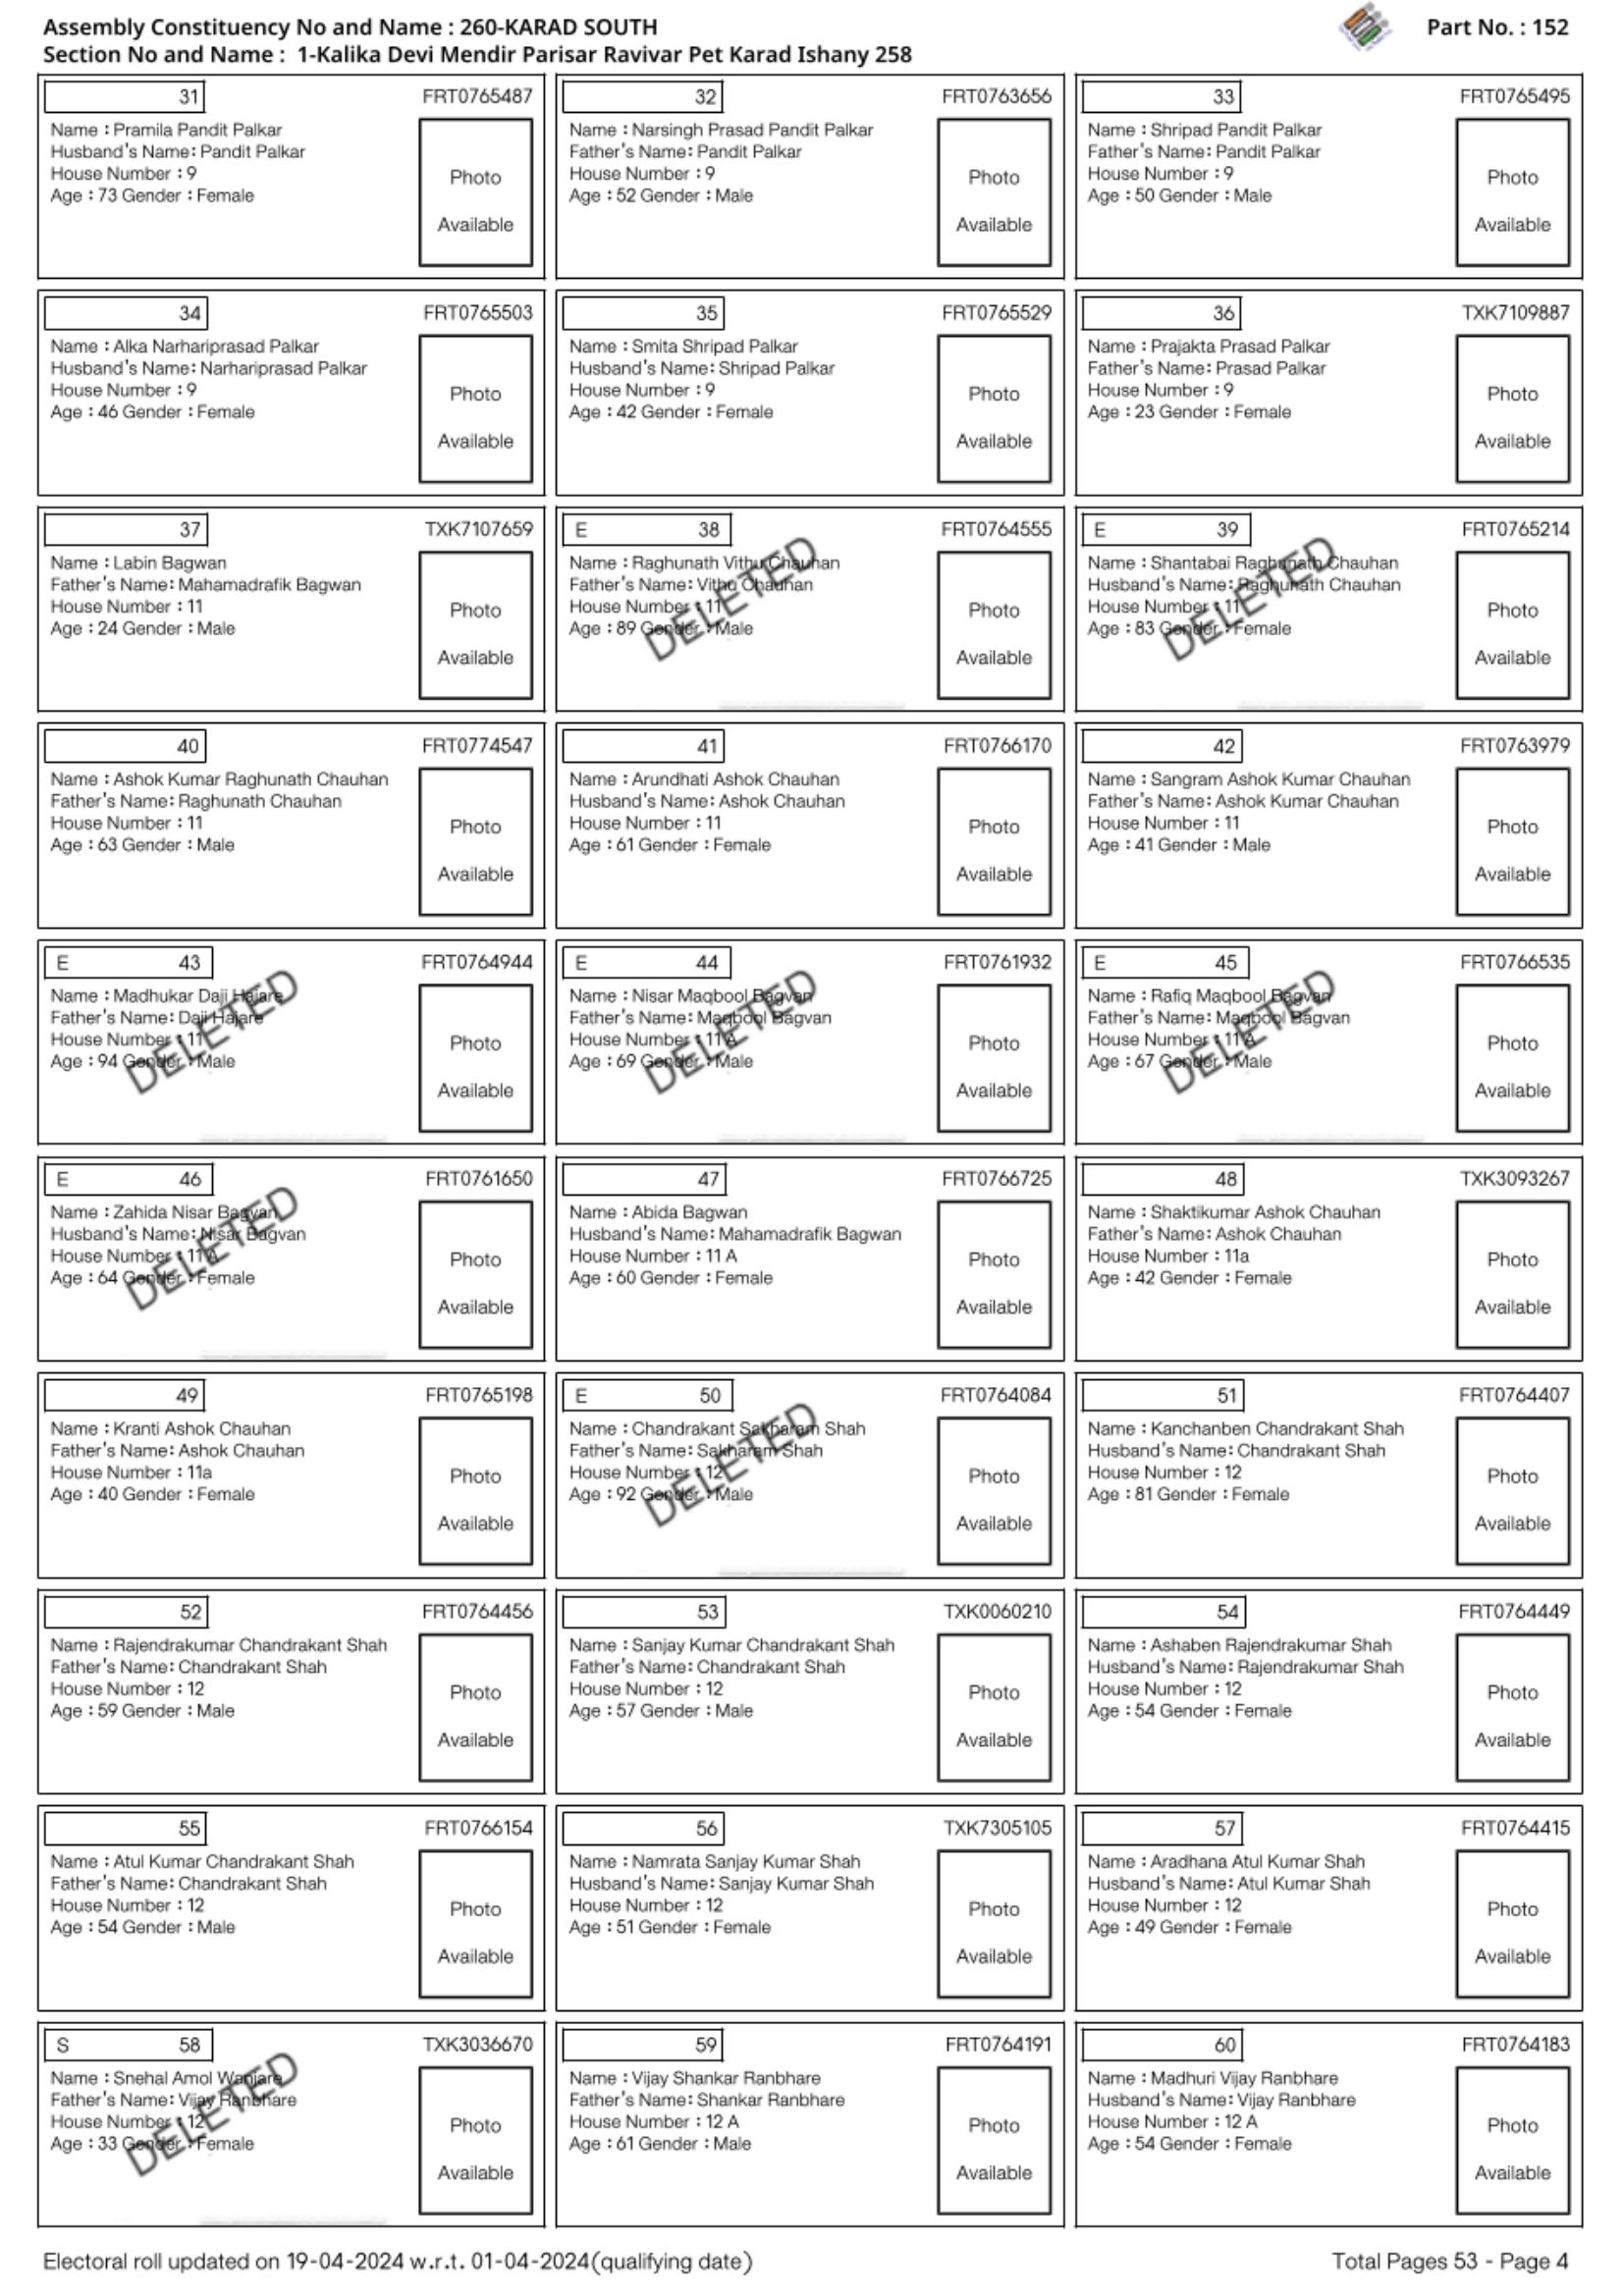 Assembly Constituency No and Name : 260-KARAD SOUTH
Part No. : 152
Section No and Name : 1-Kalika Devi Mendir Parisar Ravivar Pet Karad Ishany 258
31 FRT0765487
Name : Pramila Pandit Palkar
Husband's Name: Pandit Palkar
House Number : 9
Age : 73 Gender : Female
Photo
Available
32 FRT0763656
Name : Narsingh Prasad Pandit Palkar
Father's Name: Pandit Palkar
House Number : 9
Age : 52 Gender : Male
Photo
Available
33 FRT0765495
Name : Shripad Pandit Palkar
Father's Name: Pandit Palkar
House Number : 9
Age : 50 Gender : Male
Photo
Available
34 FRT0765503
Name : Alka Narhariprasad Palkar
Husband's Name: Narhariprasad Palkar
House Number : 9
Age : 46 Gender : Female
Photo
Available
35 FRT0765529
Name : Smita Shripad Palkar
Husband's Name: Shripad Palkar
House Number : 9
Age : 42 Gender : Female
Photo
Available
36 TXK7109887
Name : Prajakta Prasad Palkar
Father's Name: Prasad Palkar
House Number : 9
Age : 23 Gender : Female
Photo
Available
37 TXK7107659
Name : Labin Bagwan
Father's Name: Mahamadrafik Bagwan
House Number : 11
Age : 24 Gender : Male
Photo
Available
E 38 FRT0764555
Name : Raghunath Vithu Chauhan
Father's Name: Vithu Chauhan
House Number : 11
Age : 89 Gender : Male
DELETED
Photo
Available
E 39 FRT0765214
Name : Shantabai Raghunath Chauhan
Husband's Name: Raghunath Chauhan
House Number : 11
Age : 83 Gender : Female
DELETED
Photo
Available
40 FRT0774547
Name : Ashok Kumar Raghunath Chauhan
Father's Name: Raghunath Chauhan
House Number : 11
Age : 63 Gender : Male
Photo
Available
41 FRT0766170
Name : Arundhati Ashok Chauhan
Husband's Name: Ashok Chauhan
House Number : 11
Age : 61 Gender : Female
Photo
Available
42 FRT0763979
Name : Sangram Ashok Kumar Chauhan
Father's Name: Ashok Kumar Chauhan
House Number : 11
Age : 41 Gender : Male
Photo
Available
E 43 FRT0764944
Name : Madhukar Daji Hajare
Father's Name: Daji Hajare
House Number : 11
Age : 94 Gender : Male
DELETED
Photo
Available
E 44 FRT0761932
Name : Nisar Maqbool Bagvan
Father's Name: Maqbool Bagvan
House Number : 11 A
Age : 69 Gender : Male
DELETED
Photo
Available
E 45 FRT0766535
Name : Rafiq Maqbool Bagvan
Father's Name: Maqbool Bagvan
House Number : 11 A
Age : 67 Gender : Male
DELETED
Photo
Available
E 46 FRT0761650
Name : Zahida Nisar Bagvan
Husband's Name: Nisar Bagvan
House Number : 11 A
Age : 64 Gender : Female
DELETED
Photo
Available
47 FRT0766725
Name : Abida Bagwan
Husband's Name: Mahamadrafik Bagwan
House Number : 11 A
Age : 60 Gender : Female
Photo
Available
48 TXK3093267
Name : Shaktikumar Ashok Chauhan
Father's Name: Ashok Chauhan
House Number : 11a
Age : 42 Gender : Female
Photo
Available
49 FRT0765198
Name : Kranti Ashok Chauhan
Father's Name: Ashok Chauhan
House Number : 11a
Age : 40 Gender : Female
Photo
Available
E 50 FRT0764084
Name : Chandrakant Sakharam Shah
Father's Name: Sakharam Shah
House Number : 12
Age : 92 Gender : Male
DELETED
Photo
Available
51 FRT0764407
Name : Kanchanben Chandrakant Shah
Husband's Name: Chandrakant Shah
House Number : 12
Age : 81 Gender : Female
Photo
Available
52 FRT0764456
Name : Rajendrakumar Chandrakant Shah
Father's Name: Chandrakant Shah
House Number : 12
Age : 59 Gender : Male
Photo
Available
53 TXK0060210
Name : Sanjay Kumar Chandrakant Shah
Father's Name: Chandrakant Shah
House Number : 12
Age : 57 Gender : Male
Photo
Available
54 FRT0764449
Name : Ashaben Rajendrakumar Shah
Husband's Name: Rajendrakumar Shah
House Number : 12
Age : 54 Gender : Female
Photo
Available
55 FRT0766154
Name : Atul Kumar Chandrakant Shah
Father's Name: Chandrakant Shah
House Number : 12
Age : 54 Gender : Male
Photo
Available
56 TXK7305105
Name : Namrata Sanjay Kumar Shah
Husband's Name: Sanjay Kumar Shah
House Number : 12
Age : 51 Gender : Female
Photo
Available
57 FRT0764415
Name : Aradhana Atul Kumar Shah
Husband's Name: Atul Kumar Shah
House Number : 12
Age : 49 Gender : Female
Photo
Available
S 58 TXK3036670
Name : Snehal Amol Wanjare
Father's Name: Vijay Ranbhare
House Number : 12
Age : 33 Gender : Female
DELETED
Photo
Available
59 FRT0764191
Name : Vijay Shankar Ranbhare
Father's Name: Shankar Ranbhare
House Number : 12 A
Age : 61 Gender : Male
Photo
Available
60 FRT0764183
Name : Madhuri Vijay Ranbhare
Husband's Name: Vijay Ranbhare
House Number : 12 A
Age : 54 Gender : Female
Photo
Available
Electoral roll updated on 19-04-2024 w.r.t. 01-04-2024(qualifying date)
Total Pages 53 - Page 4